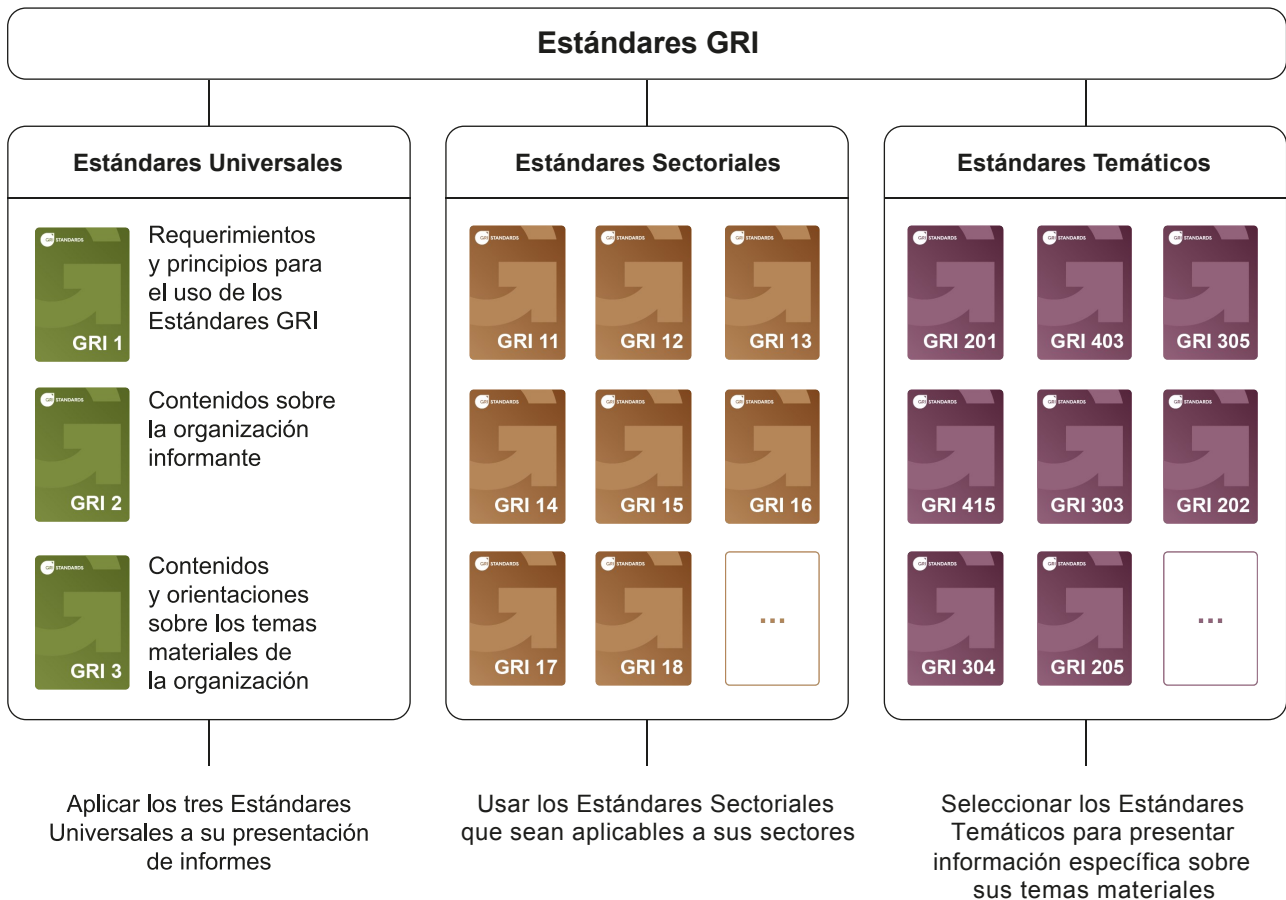 Estándares GRI
Estándares Universales
GRI STANDARDS
GRI 1
Requerimientos
y principios para
el uso de los
Estándares GRI
GRI STANDARDS
GRI 2
Contenidos sobre
la organización
informante
GRI STANDARDS
GRI 3
Contenidos
y orientaciones
sobre los temas
materiales de
la organización
Aplicar los tres Estándares
Universales a su presentación
de informes
Estándares Sectoriales
GRI STANDARDS
GRI 11
GRI STANDARDS
GRI 12
GRI STANDARDS
GRI 13
GRI STANDARDS
GRI 14
GRI STANDARDS
GRI 15
GRI STANDARDS
GRI 16
GRI STANDARDS
GRI 17
GRI STANDARDS
GRI 18
...
Usar los Estándares Sectoriales
que sean aplicables a sus sectores
Estándares Temáticos
GRI STANDARDS
GRI 201
GRI STANDARDS
GRI 403
GRI STANDARDS
GRI 305
GRI STANDARDS
GRI 415
GRI STANDARDS
GRI 303
GRI STANDARDS
GRI 202
GRI STANDARDS
GRI 304
GRI STANDARDS
GRI 205
...
Seleccionar los Estándares
Temáticos para presentar
información específica sobre
sus temas materiales